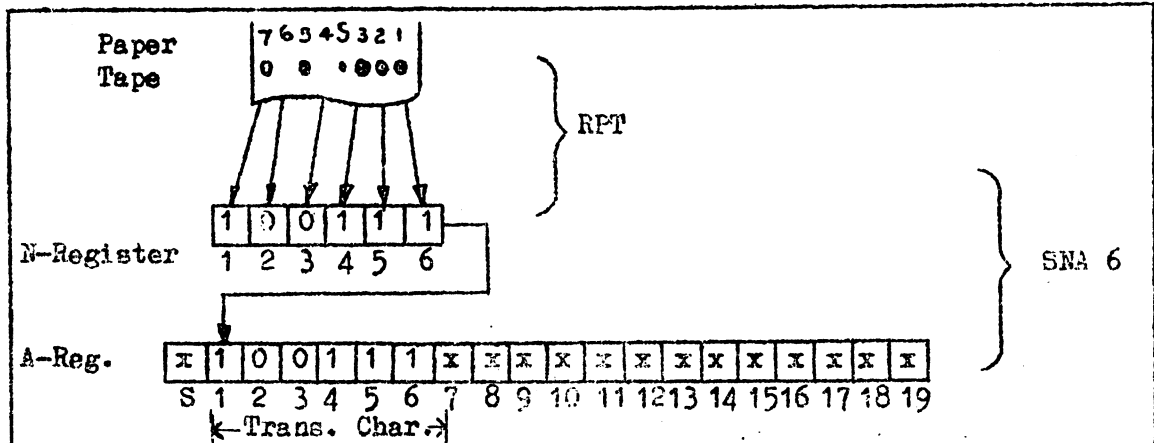 Paper
Tape
7 6 5 4 5 3 2 1
RPT
1 0 0 1 1 1
N-Register
1 2 3 4 5 6
SNA 6
A-Reg.
x 1 0 0 1 1 1 x x x x x x x x x x x x x
S 1 2 3 4 5 6 7 8 9 10 11 12 13 14 15 16 17 18 19
Trans. Char.